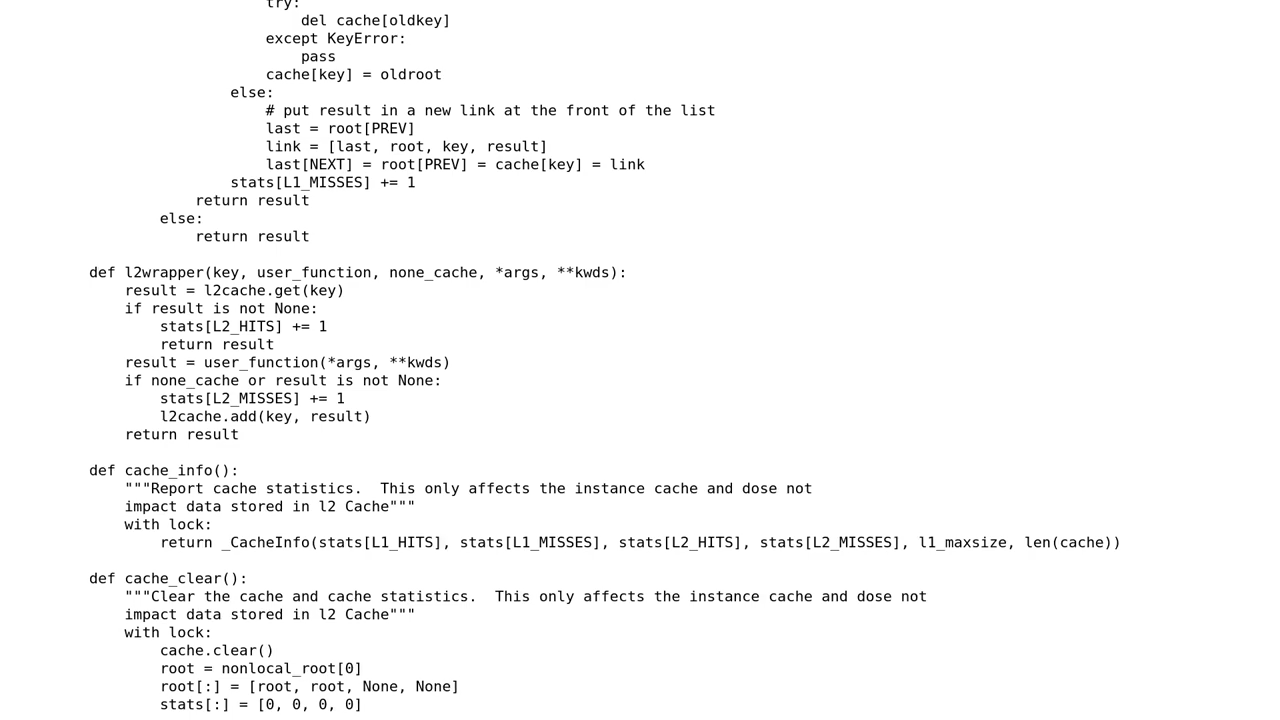 try:
del cache[oldkey]
except KeyError:
pass
cache[key] = oldroot
else:
# put result in a new link at the front of the list
last = root[PREV]
link = [last, root, key, result]
last[NEXT] = root[PREV] = cache[key] = link
stats[L1_MISSES] += 1
return result
else:
return result
def l2wrapper(key, user_function, none_cache, *args, **kwds):
result = l2cache.get(key)
if result is not None:
stats[L2_HITS] += 1
return result
result = user_function(*args, **kwds)
if none_cache or result is not None:
stats[L2_MISSES] += 1
l2cache.add(key, result)
return result
def cache_info():
"""Report cache statistics.  This only affects the instance cache and dose not
impact data stored in l2 Cache"""
with lock:
return _CacheInfo(stats[L1_HITS], stats[L1_MISSES], stats[L2_HITS], stats[L2_MISSES], l1_maxsize, len(cache))
def cache_clear():
"""Clear the cache and cache statistics.  This only affects the instance cache and dose not
impact data stored in l2 Cache"""
with lock:
cache.clear()
root = nonlocal_root[0]
root[:] = [root, root, None, None]
stats[:] = [0, 0, 0, 0]